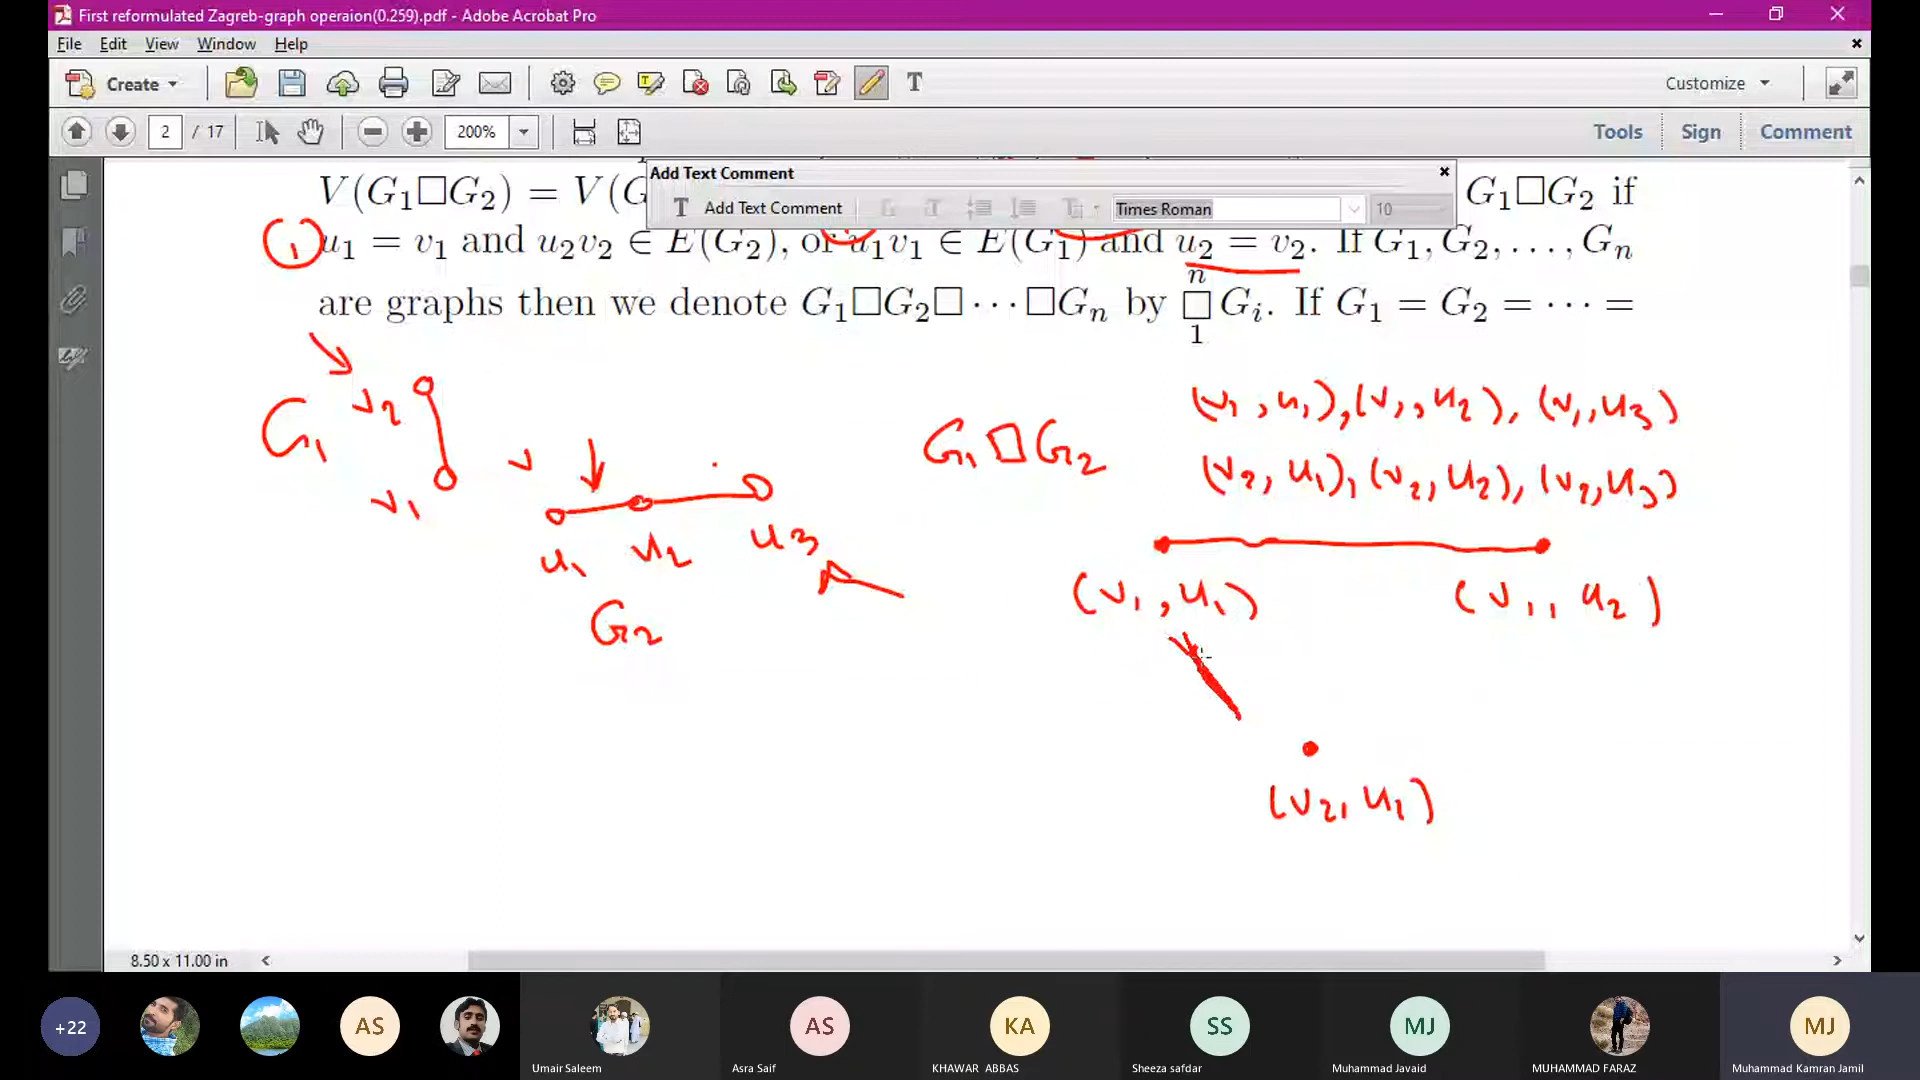 First reformulated Zagreb-graph operaion(0.259).pdf - Adobe Acrobat Pro
File Edit View Window Help
Create Customize
2 / 17 200% Tools Sign Comment
Add Text Comment
T Add Text Comment Times Roman 10
V(G₁□G₂) = V(G G₁□G₂ if
① u₁ = v₁ and u₂v₂ ∈ E(G₂), or u₁v₁ ∈ E(G₁) and u₂ = v₂. If G₁, G₂, . . . , Gₙ
are graphs then we denote G₁□G₂□ · · · □Gₙ by □₁ⁿ Gᵢ. If G₁ = G₂ = · · · =
G₁ v₂ v₁
v
u₁ u₂ u₃
G₂
G₁□G₂
(v₁, u₁), (v₁, u₂), (v₁, u₃)
(v₂, u₁), (v₂, u₂), (v₂, u₃)
(v₁, u₁) (v₁, u₂)
(v₂, u₁)
8.50 x 11.00 in
+22 AS AS KA SS MJ MJ
Umair Saleem Asra Saif KHAWAR ABBAS Sheeza safdar Muhammad Javaid MUHAMMAD FARAZ Muhammad Kamran Jamil